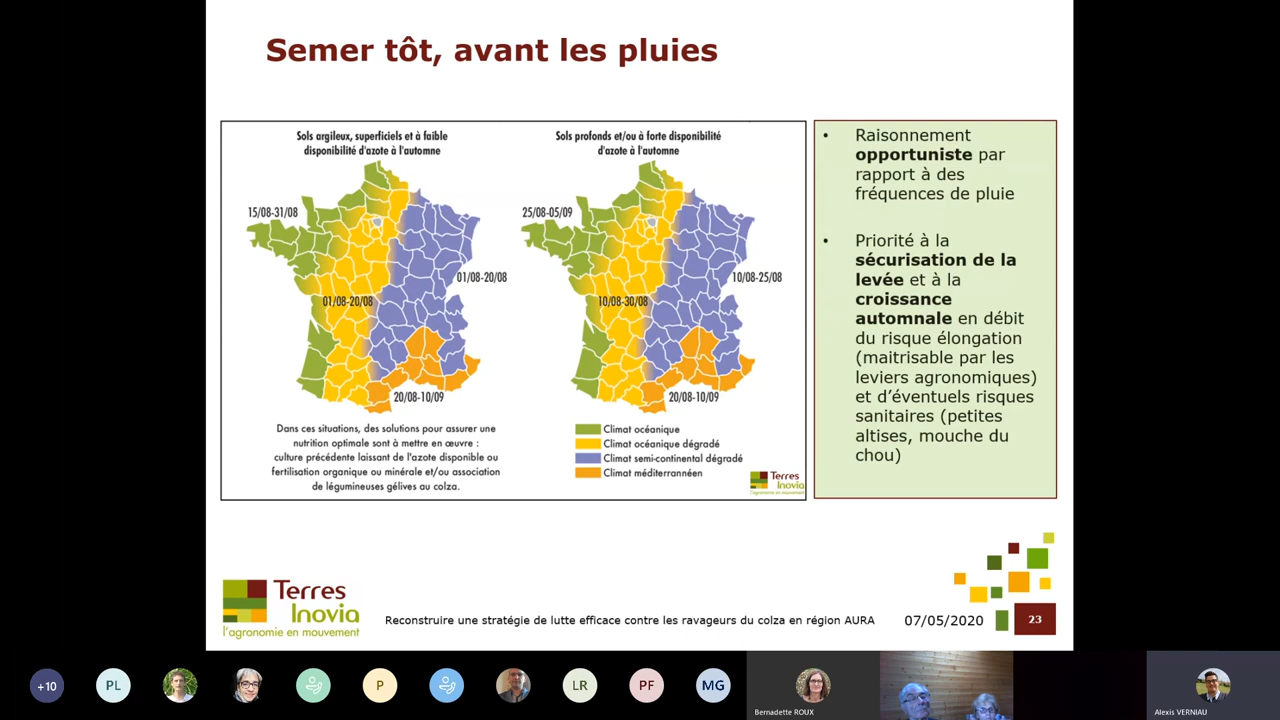 Semer tôt, avant les pluies
Sols argileux, superficiels et à faible
disponibilité d'azote à l'automne
15/08-31/08
01/08-20/08
01/08-20/08
20/08-10/09
Dans ces situations, des solutions pour assurer une
nutrition optimale sont à mettre en œuvre :
culture précédente laissant de l'azote disponible ou
fertilisation organique ou minérale et/ou association
de légumineuses gélives au colza.
Sols profonds et/ou à forte disponibilité
d'azote à l'automne
25/08-05/09
10/08-25/08
10/08-30/08
20/08-10/09
Climat océanique
Climat océanique dégradé
Climat semi-continental dégradé
Climat méditerrannéen
Terres
Inovia
l'agronomie en mouvement
• Raisonnement
opportuniste par
rapport à des
fréquences de pluie
• Priorité à la
sécurisation de la
levée et à la
croissance
automnale en débit
du risque élongation
(maitrisable par les
leviers agronomiques)
et d'éventuels risques
sanitaires (petites
altises, mouche du
chou)
Terres
Inovia
l'agronomie en mouvement
Reconstruire une stratégie de lutte efficace contre les ravageurs du colza en région AURA
07/05/2020
23
+10
PL
P
LR
PF
MG
Bernadette ROUX
Alexis VERNIAU